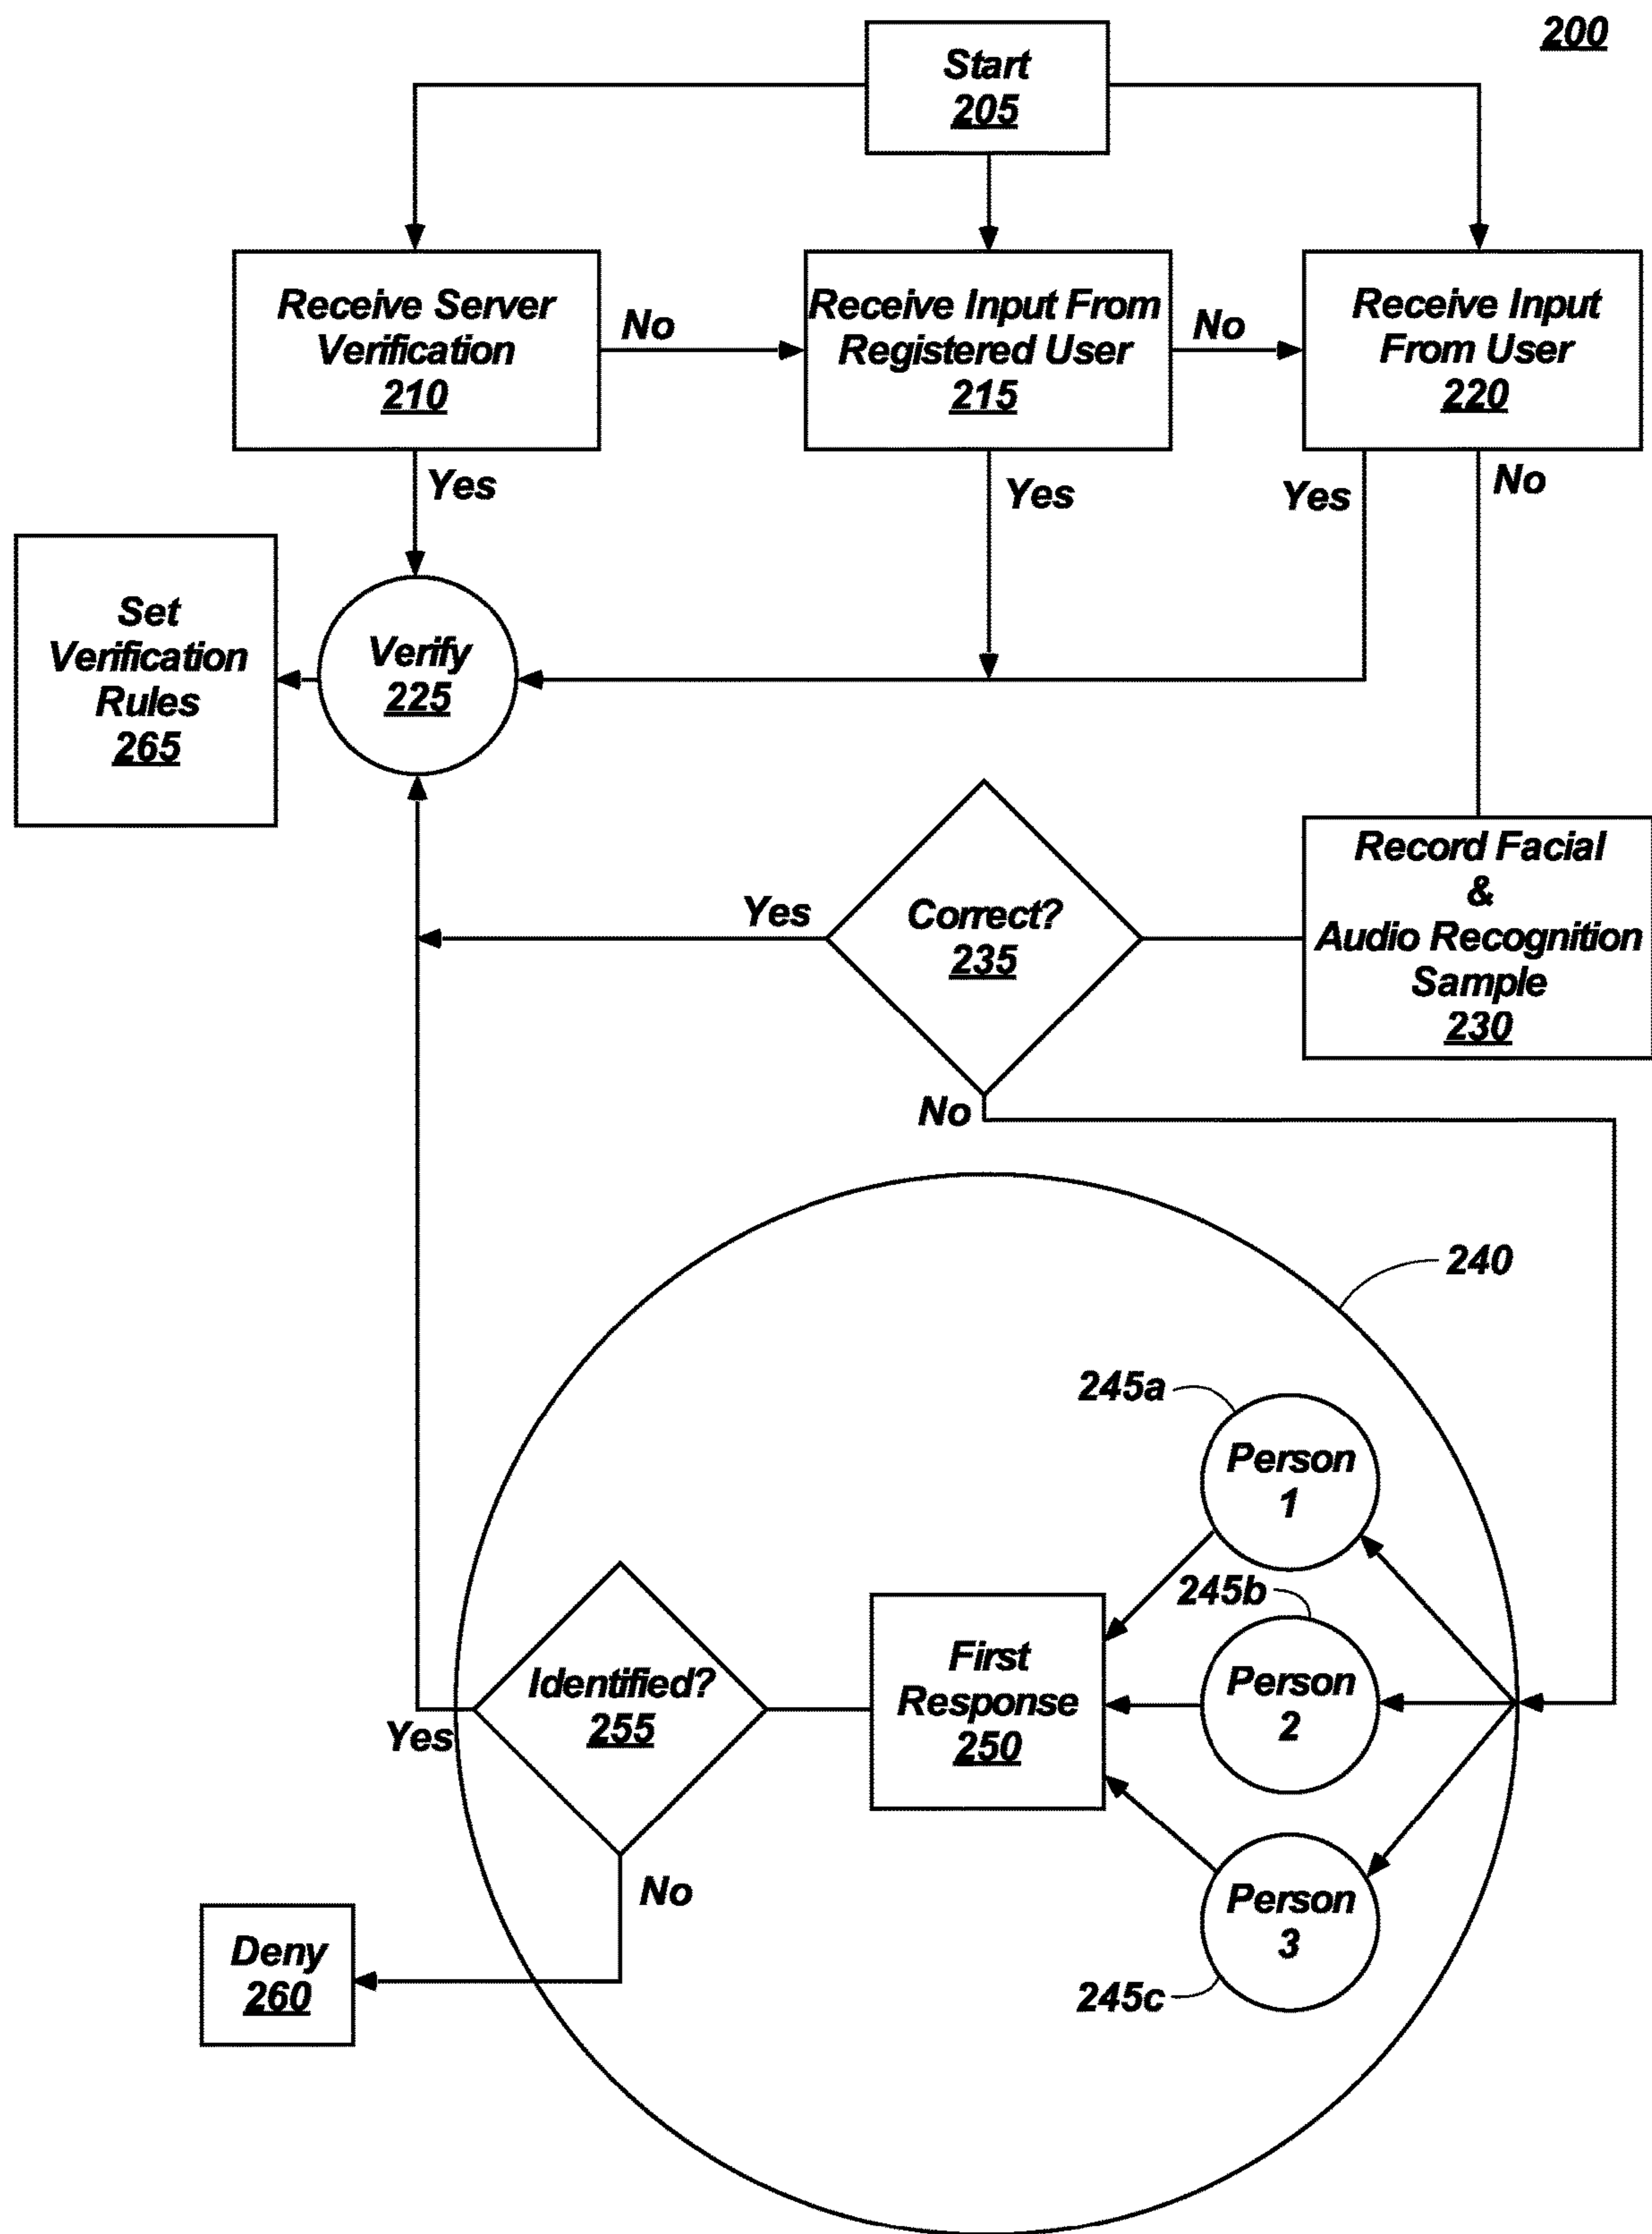 200
Start
205
Receive Server
Verification
210
No
Receive Input From
Registered User
215
No
Receive Input
From User
220
Yes
Yes
Yes
No
Set
Verification
Rules
265
Verify
225
Record Facial
&
Audio Recognition
Sample
230
Yes
Correct?
235
No
240
245a
Person
1
245b
Person
2
First
Response
250
Identified?
255
Yes
No
Person
3
245c
Deny
260